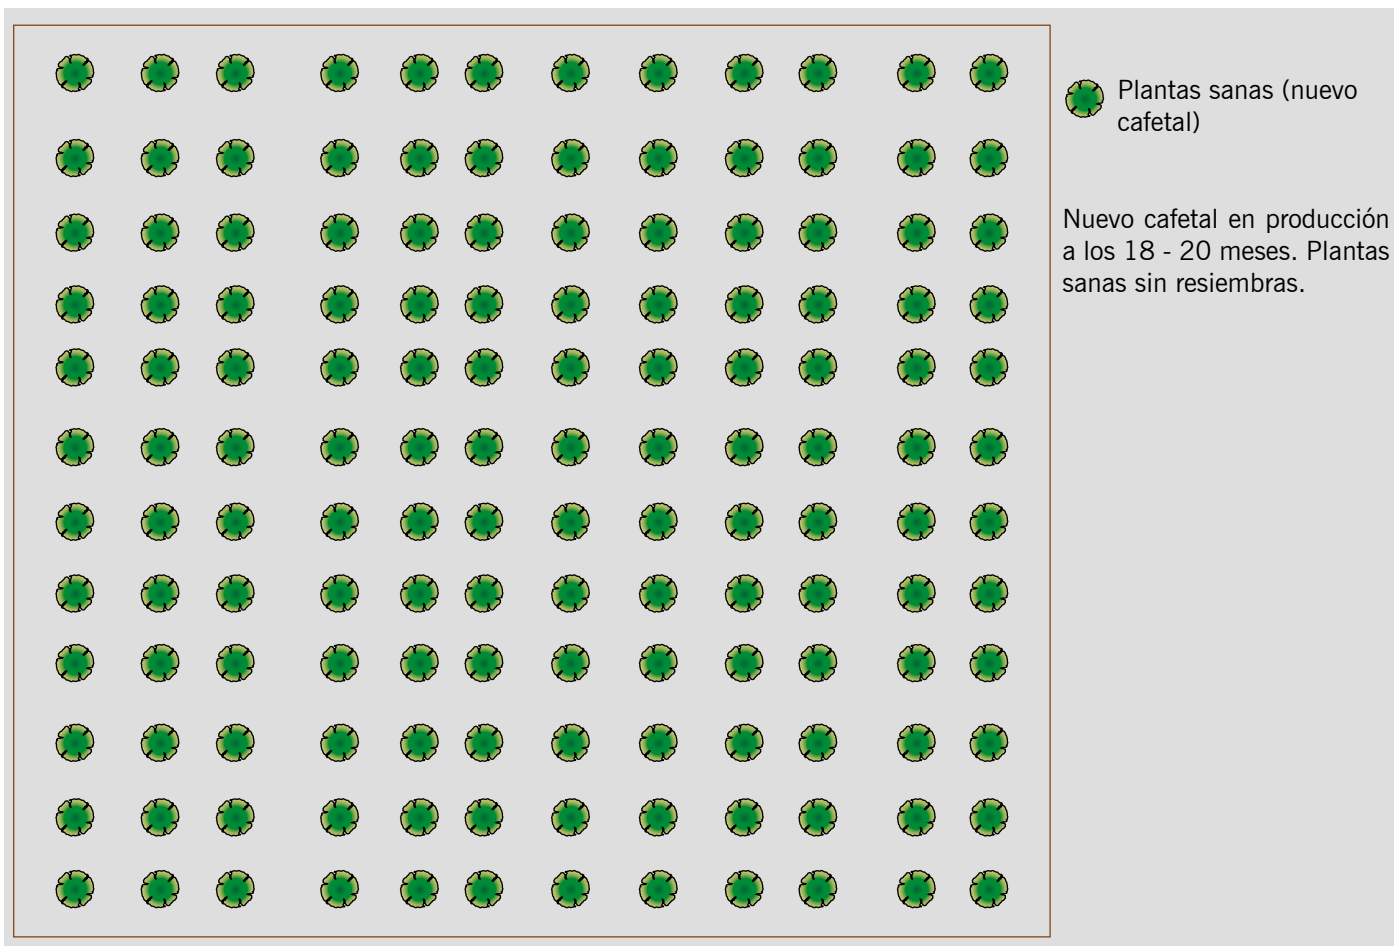 Plantas sanas (nuevo
cafetal)
Nuevo cafetal en producción
a los 18 - 20 meses. Plantas
sanas sin resiembras.